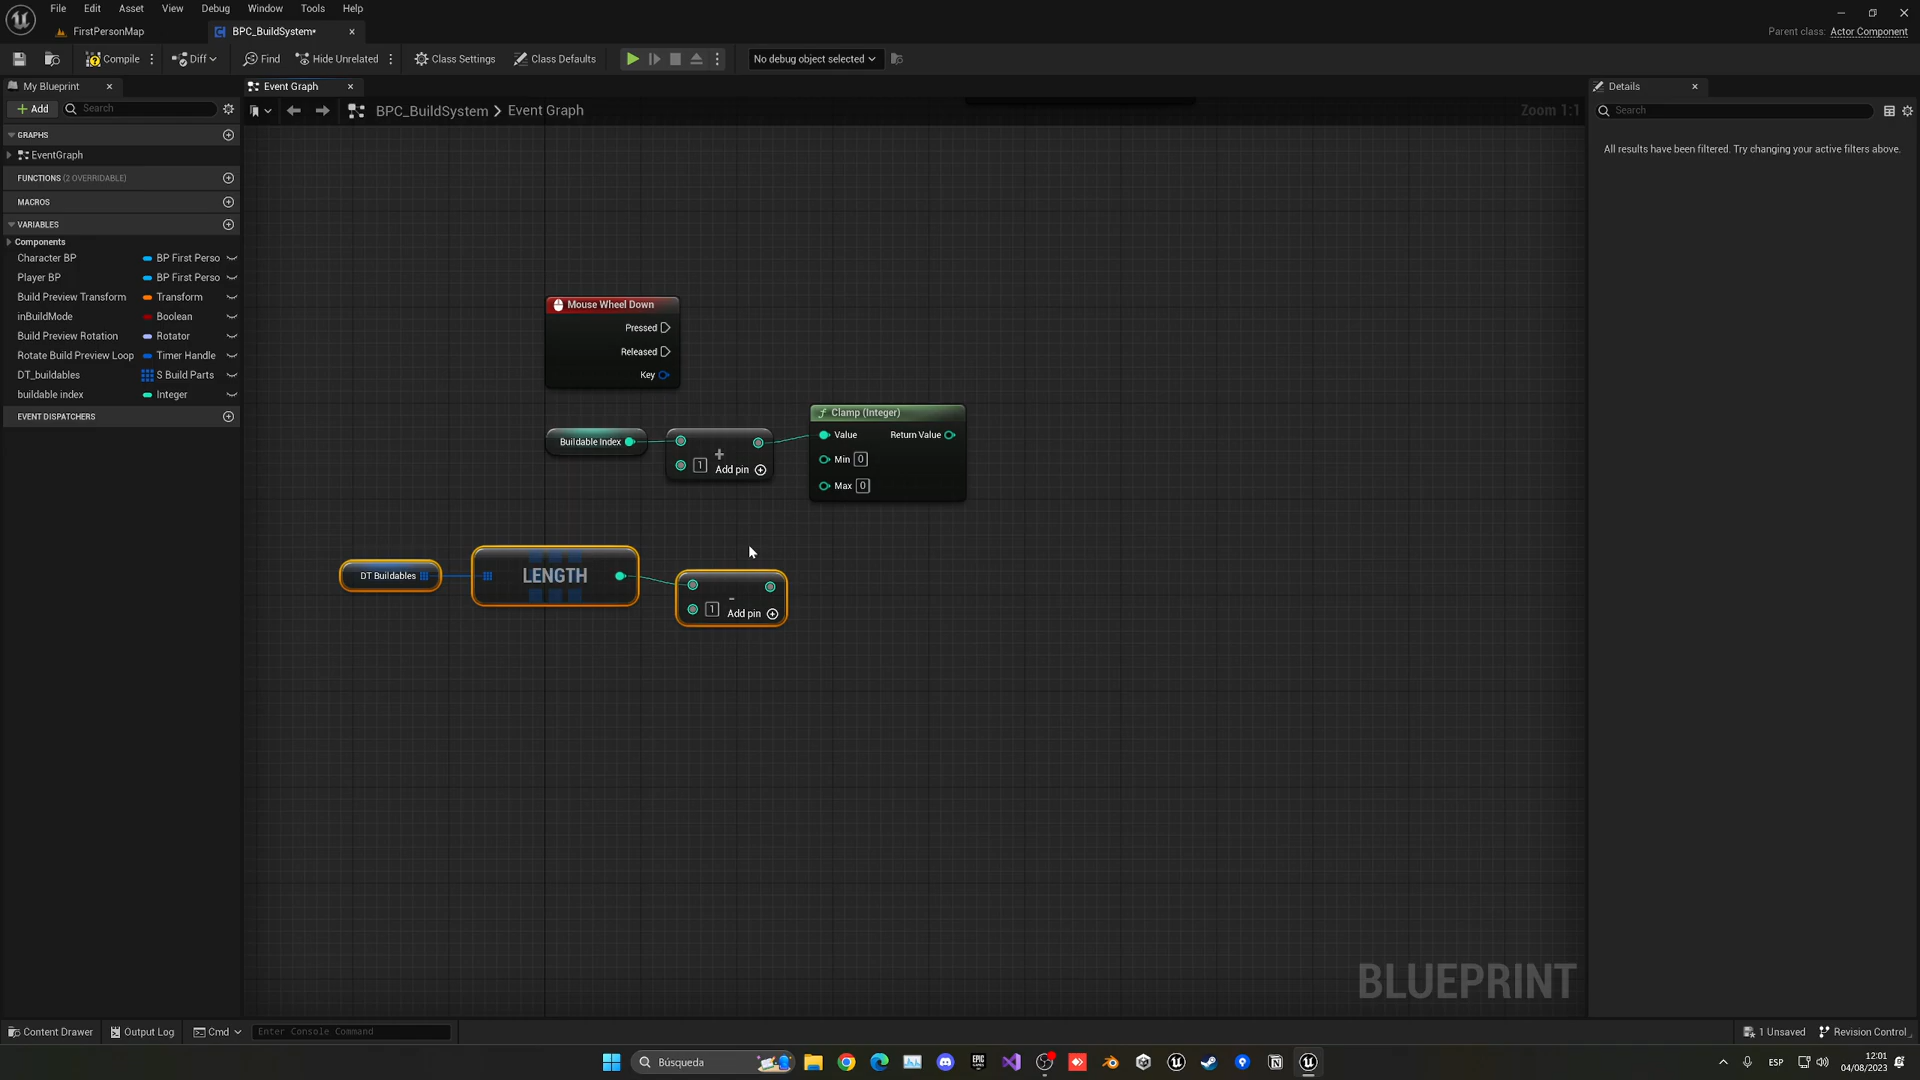 File Edit Asset View Debug Window Tools Help
FirstPersonMap
BPC_BuildSystem*
Parent class: Actor Component
Compile
Diff
Find
Hide Unrelated
Class Settings
Class Defaults
No debug object selected
My Blueprint
Event Graph
Details
Add
Search
BPC_BuildSystem > Event Graph
Zoom 1:1
Search
GRAPHS
EventGraph
FUNCTIONS (2 OVERRIDABLE)
MACROS
VARIABLES
Components
Character BP BP First Perso
Player BP BP First Perso
Build Preview Transform Transform
inBuildMode Boolean
Build Preview Rotation Rotator
Rotate Build Preview Loop Timer Handle
DT_buildables S Build Parts
buildable index Integer
EVENT DISPATCHERS
All results have been filtered. Try changing your active filters above.
Mouse Wheel Down
Pressed
Released
Key
Buildable Index
+
1
Add pin
f Clamp (Integer)
Value Return Value
Min 0
Max 0
DT Buildables
LENGTH
-
1
Add pin
BLUEPRINT
Content Drawer
Output Log
Cmd
Enter Console Command
1 Unsaved
Revision Control
Búsqueda
EPIC GAMES
ESP
12:01
04/08/2023